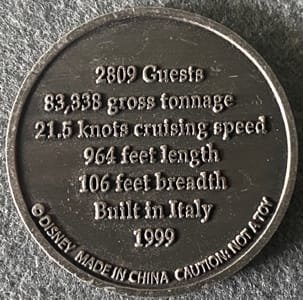 2809 Guests
83,338 gross tonnage
21.5 knots cruising speed
964 feet length
106 feet breadth
Built in Italy
1999
© DISNEY MADE IN CHINA CAUTION: NOT A TOY